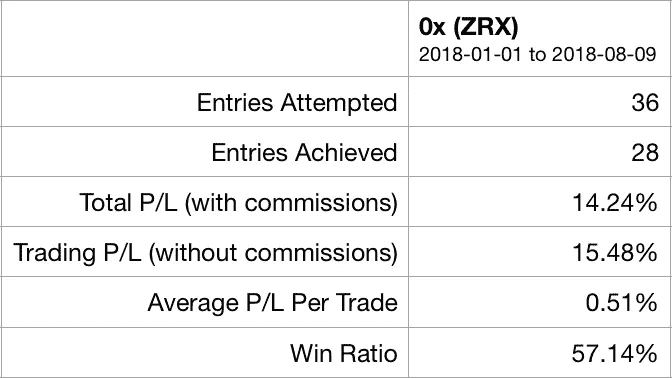 0x (ZRX)
2018-01-01 to 2018-08-09
Entries Attempted 36
Entries Achieved 28
Total P/L (with commissions) 14.24%
Trading P/L (without commissions) 15.48%
Average P/L Per Trade 0.51%
Win Ratio 57.14%